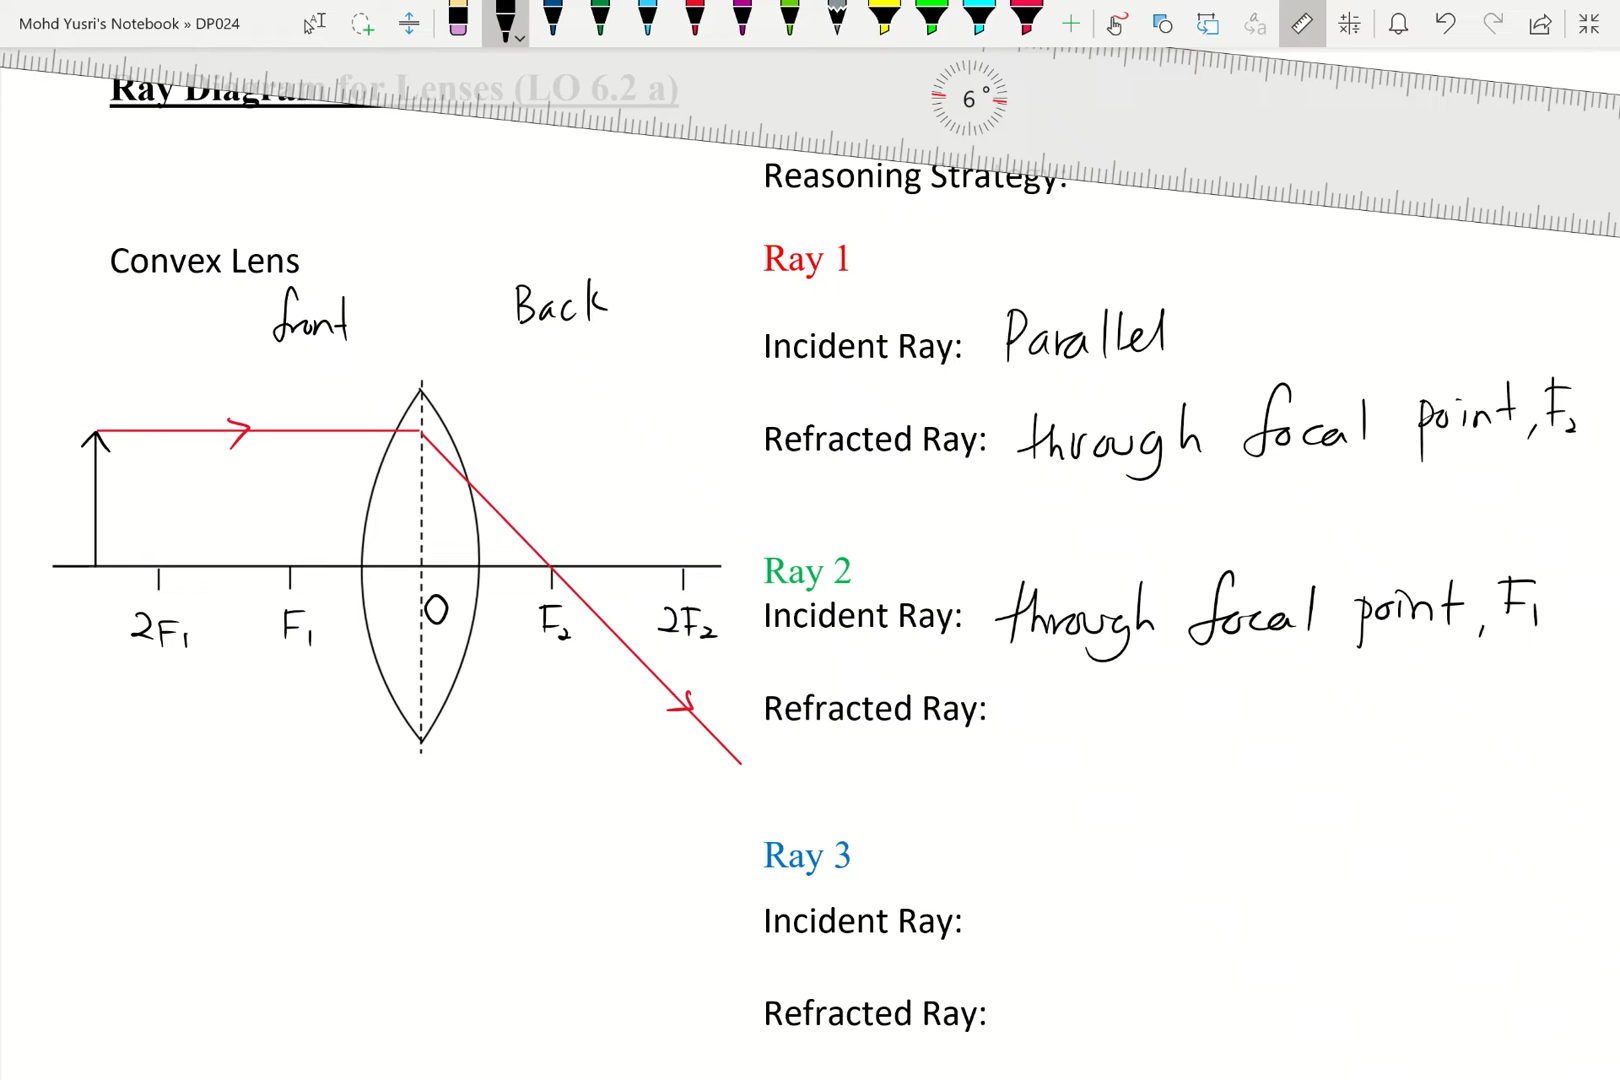 Mohd Yusri's Notebook » DP024
Ray Diagram for Lenses (LO 6.2 a)
6°
Reasoning Strategy:
Convex Lens
front
Back
Ray 1
Incident Ray: Parallel
Refracted Ray: through focal point, F₂
Ray 2
Incident Ray: through focal point, F₁
Refracted Ray:
2F₁
F₁
O
F₂
2F₂
Ray 3
Incident Ray:
Refracted Ray: